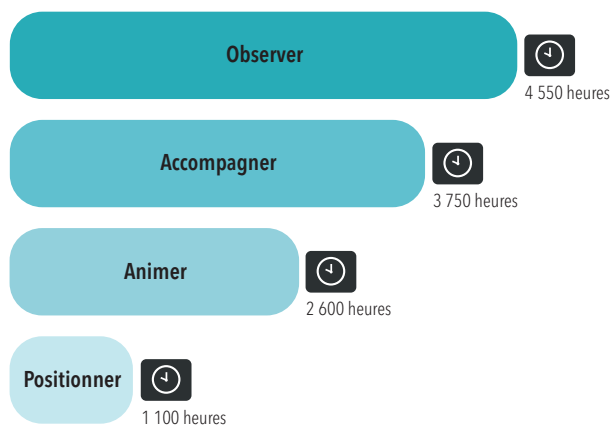 Observer
4 550 heures
Accompagner
3 750 heures
Animer
2 600 heures
Positionner
1 100 heures